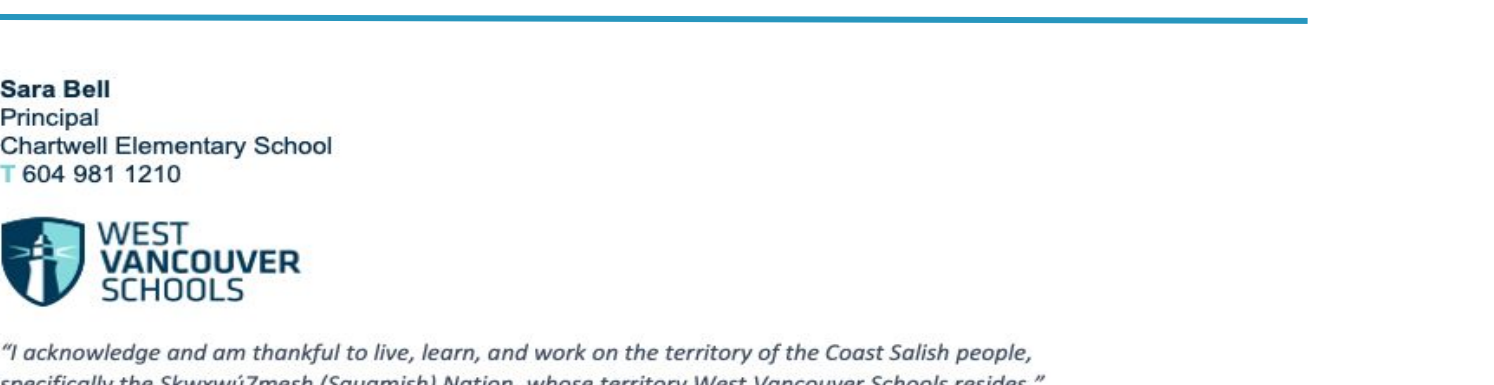 Sara Bell
Principal
Chartwell Elementary School
T 604 981 1210
WEST
VANCOUVER
SCHOOLS
“I acknowledge and am thankful to live, learn, and work on the territory of the Coast Salish people,
specifically the Skwxwú7mesh (Squamish) Nation, whose territory West Vancouver Schools resides.”